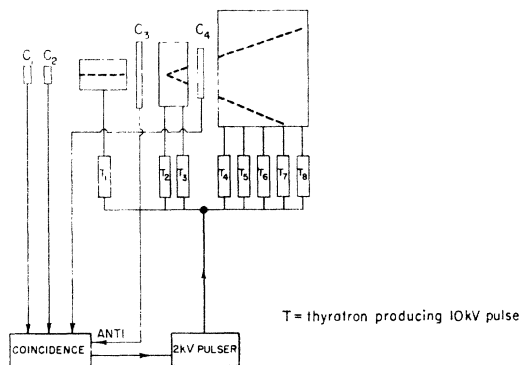 C3
C4
C1
C2
T1
T2
T3
T4
T5
T6
T7
T8
ANTI
COINCIDENCE
2kV PULSER
T = thyratron producing 10kV pulse